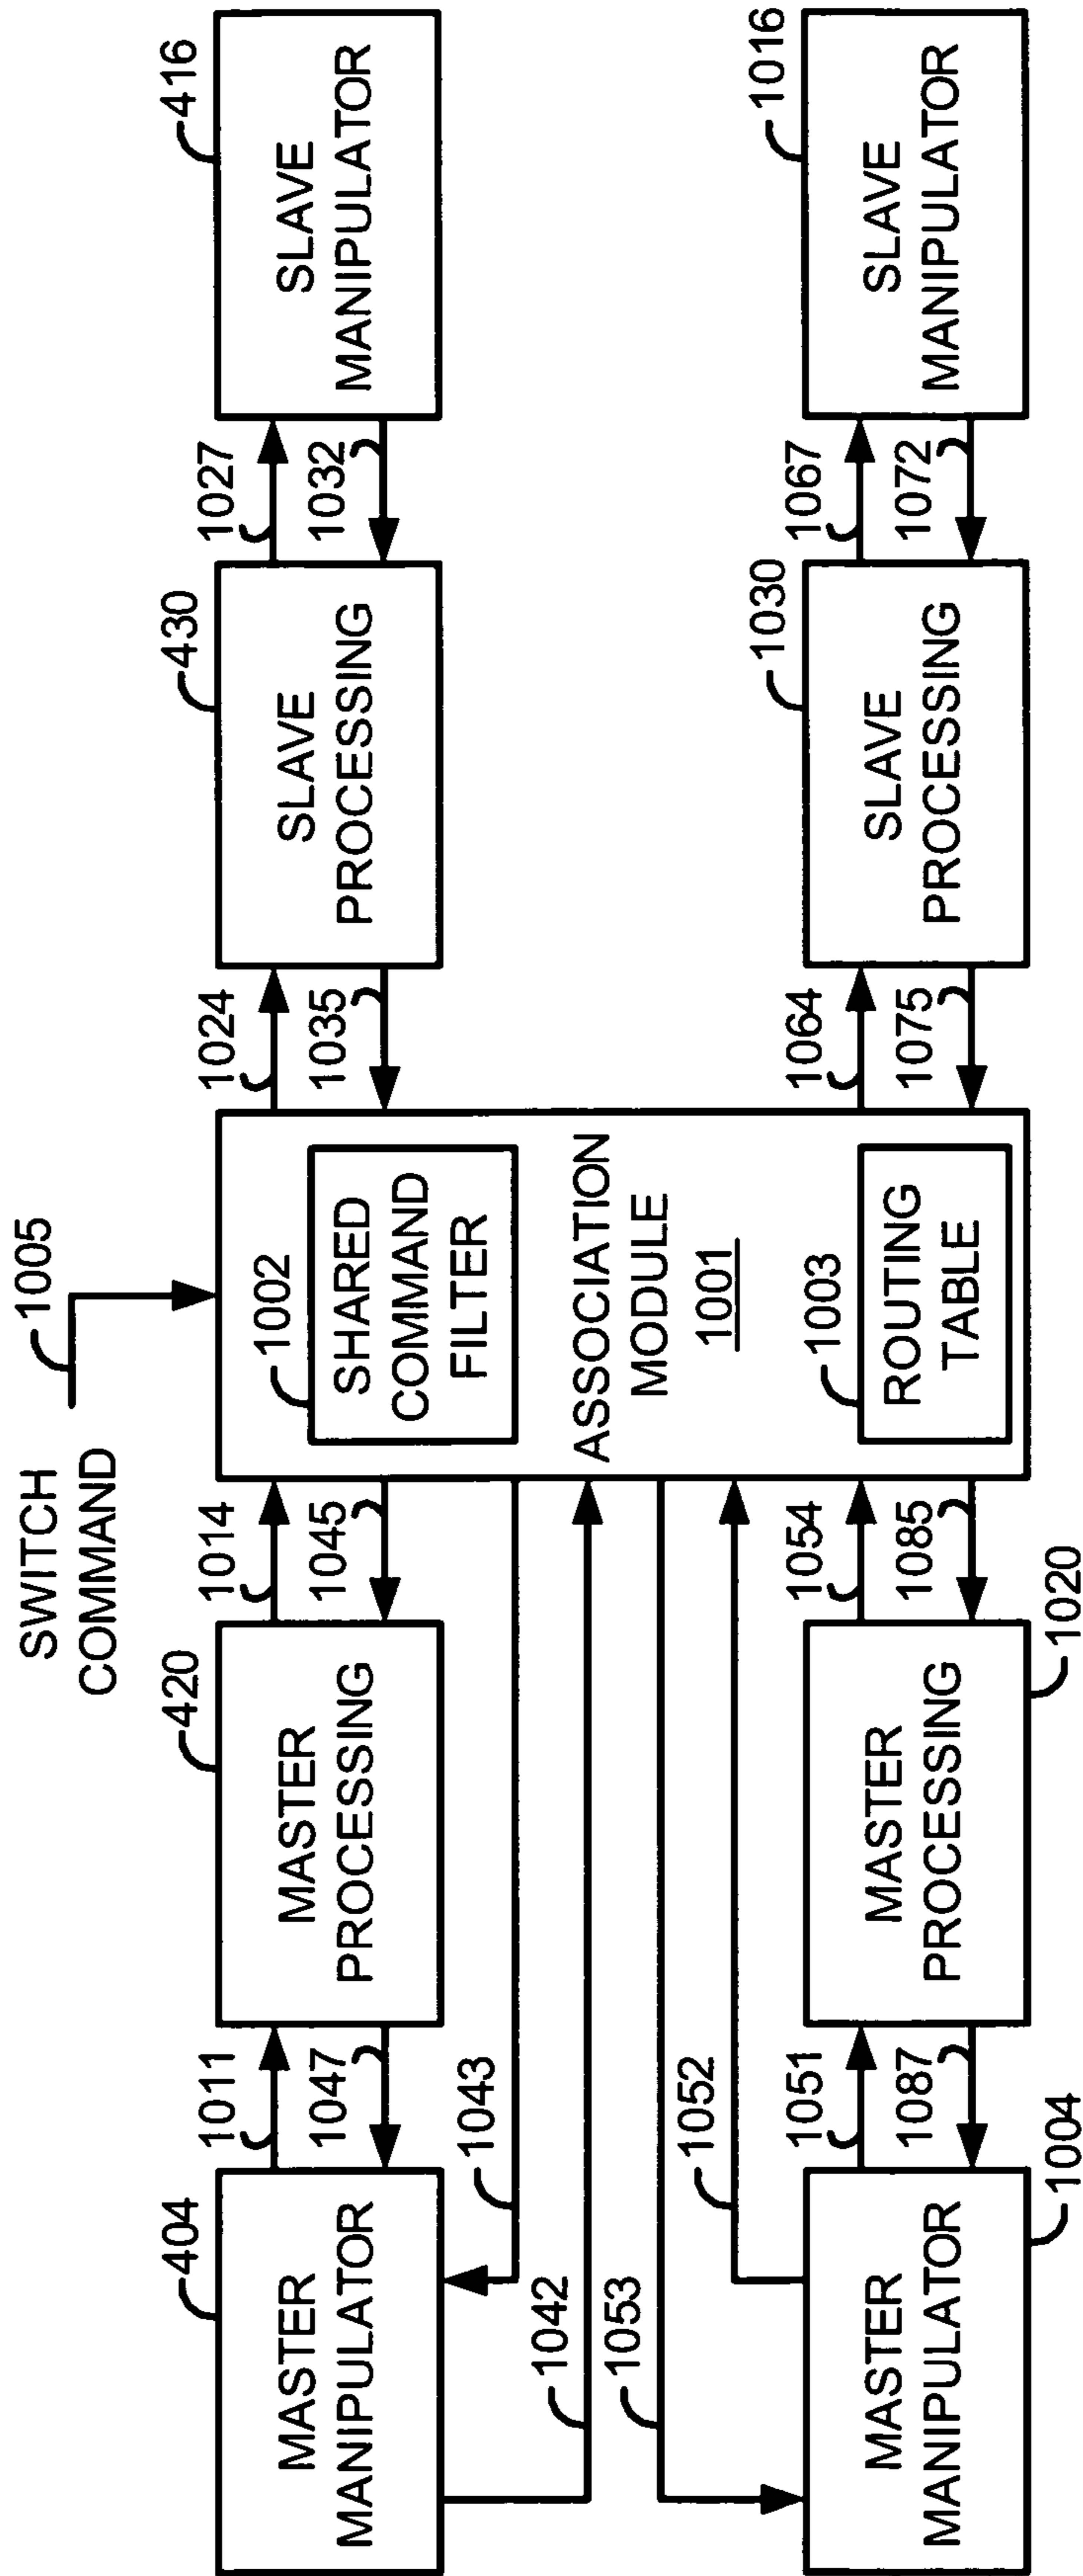 SWITCH
COMMAND
1005
404
MASTER
MANIPULATOR
1011
1047
420
MASTER
PROCESSING
1014
1045
1002
SHARED
COMMAND
FILTER
1024
1035
430
SLAVE
PROCESSING
1027
1032
416
SLAVE
MANIPULATOR
1043
1042
1053
1052
ASSOCIATION
MODULE
1001
1003
ROUTING
TABLE
MASTER
MANIPULATOR
1004
1051
1087
MASTER
PROCESSING
1020
1054
1085
1064
1075
1030
SLAVE
PROCESSING
1067
1072
1016
SLAVE
MANIPULATOR